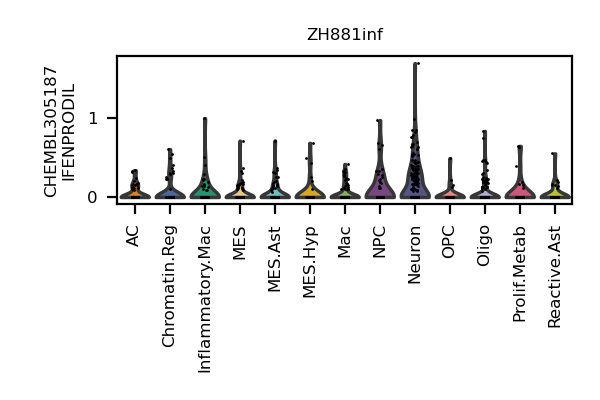 ZH881inf
CHEMBL305187
IFENPRODIL
1
0
AC
Chromatin.Reg
Inflammatory.Mac
MES
MES.Ast
MES.Hyp
Mac
NPC
Neuron
OPC
Oligo
Prolif.Metab
Reactive.Ast